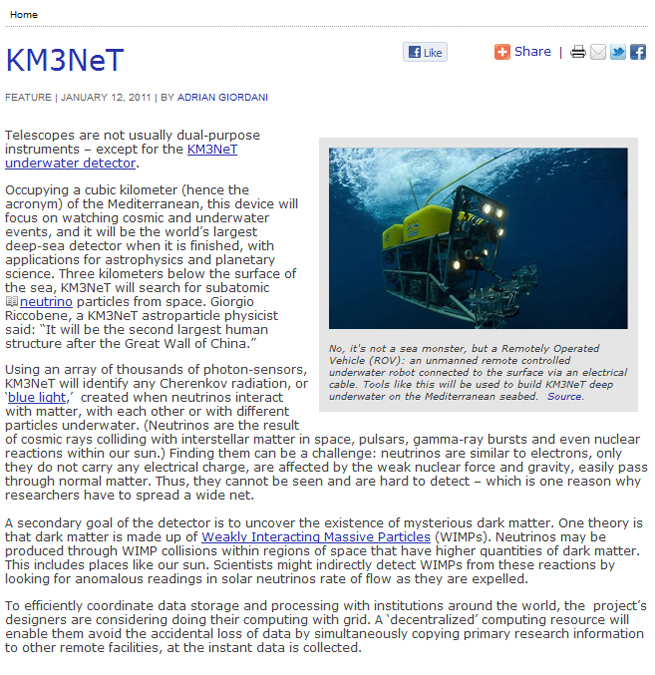 Home
KM3NeT
Like
Share |
FEATURE | JANUARY 12, 2011 | BY ADRIAN GIORDANI
Telescopes are not usually dual-purpose
instruments – except for the KM3NeT
underwater detector.
Occupying a cubic kilometer (hence the
acronym) of the Mediterranean, this device will
focus on watching cosmic and underwater
events, and it will be the world's largest
deep-sea detector when it is finished, with
applications for astrophysics and planetary
science. Three kilometers below the surface of
the sea, KM3NeT will search for subatomic
neutrino particles from space. Giorgio
Riccobene, a KM3NeT astroparticle physicist
said: “It will be the second largest human
structure after the Great Wall of China.”
No, it's not a sea monster, but a Remotely Operated
Vehicle (ROV): an unmanned remote controlled
underwater robot connected to the surface via an electrical
cable. Tools like this will be used to build KM3NeT deep
underwater on the Mediterranean seabed. Source.
Using an array of thousands of photon-sensors,
KM3NeT will identify any Cherenkov radiation, or
‘blue light,’ created when neutrinos interact
with matter, with each other or with different
particles underwater. (Neutrinos are the result
of cosmic rays colliding with interstellar matter in space, pulsars, gamma-ray bursts and even nuclear
reactions within our sun.) Finding them can be a challenge: neutrinos are similar to electrons, only
they do not carry any electrical charge, are affected by the weak nuclear force and gravity, easily pass
through normal matter. Thus, they cannot be seen and are hard to detect – which is one reason why
researchers have to spread a wide net.
A secondary goal of the detector is to uncover the existence of mysterious dark matter. One theory is
that dark matter is made up of Weakly Interacting Massive Particles (WIMPs). Neutrinos may be
produced through WIMP collisions within regions of space that have higher quantities of dark matter.
This includes places like our sun. Scientists might indirectly detect WIMPs from these reactions by
looking for anomalous readings in solar neutrinos rate of flow as they are expelled.
To efficiently coordinate data storage and processing with institutions around the world, the project's
designers are considering doing their computing with grid. A ‘decentralized’ computing resource will
enable them avoid the accidental loss of data by simultaneously copying primary research information
to other remote facilities, at the instant data is collected.